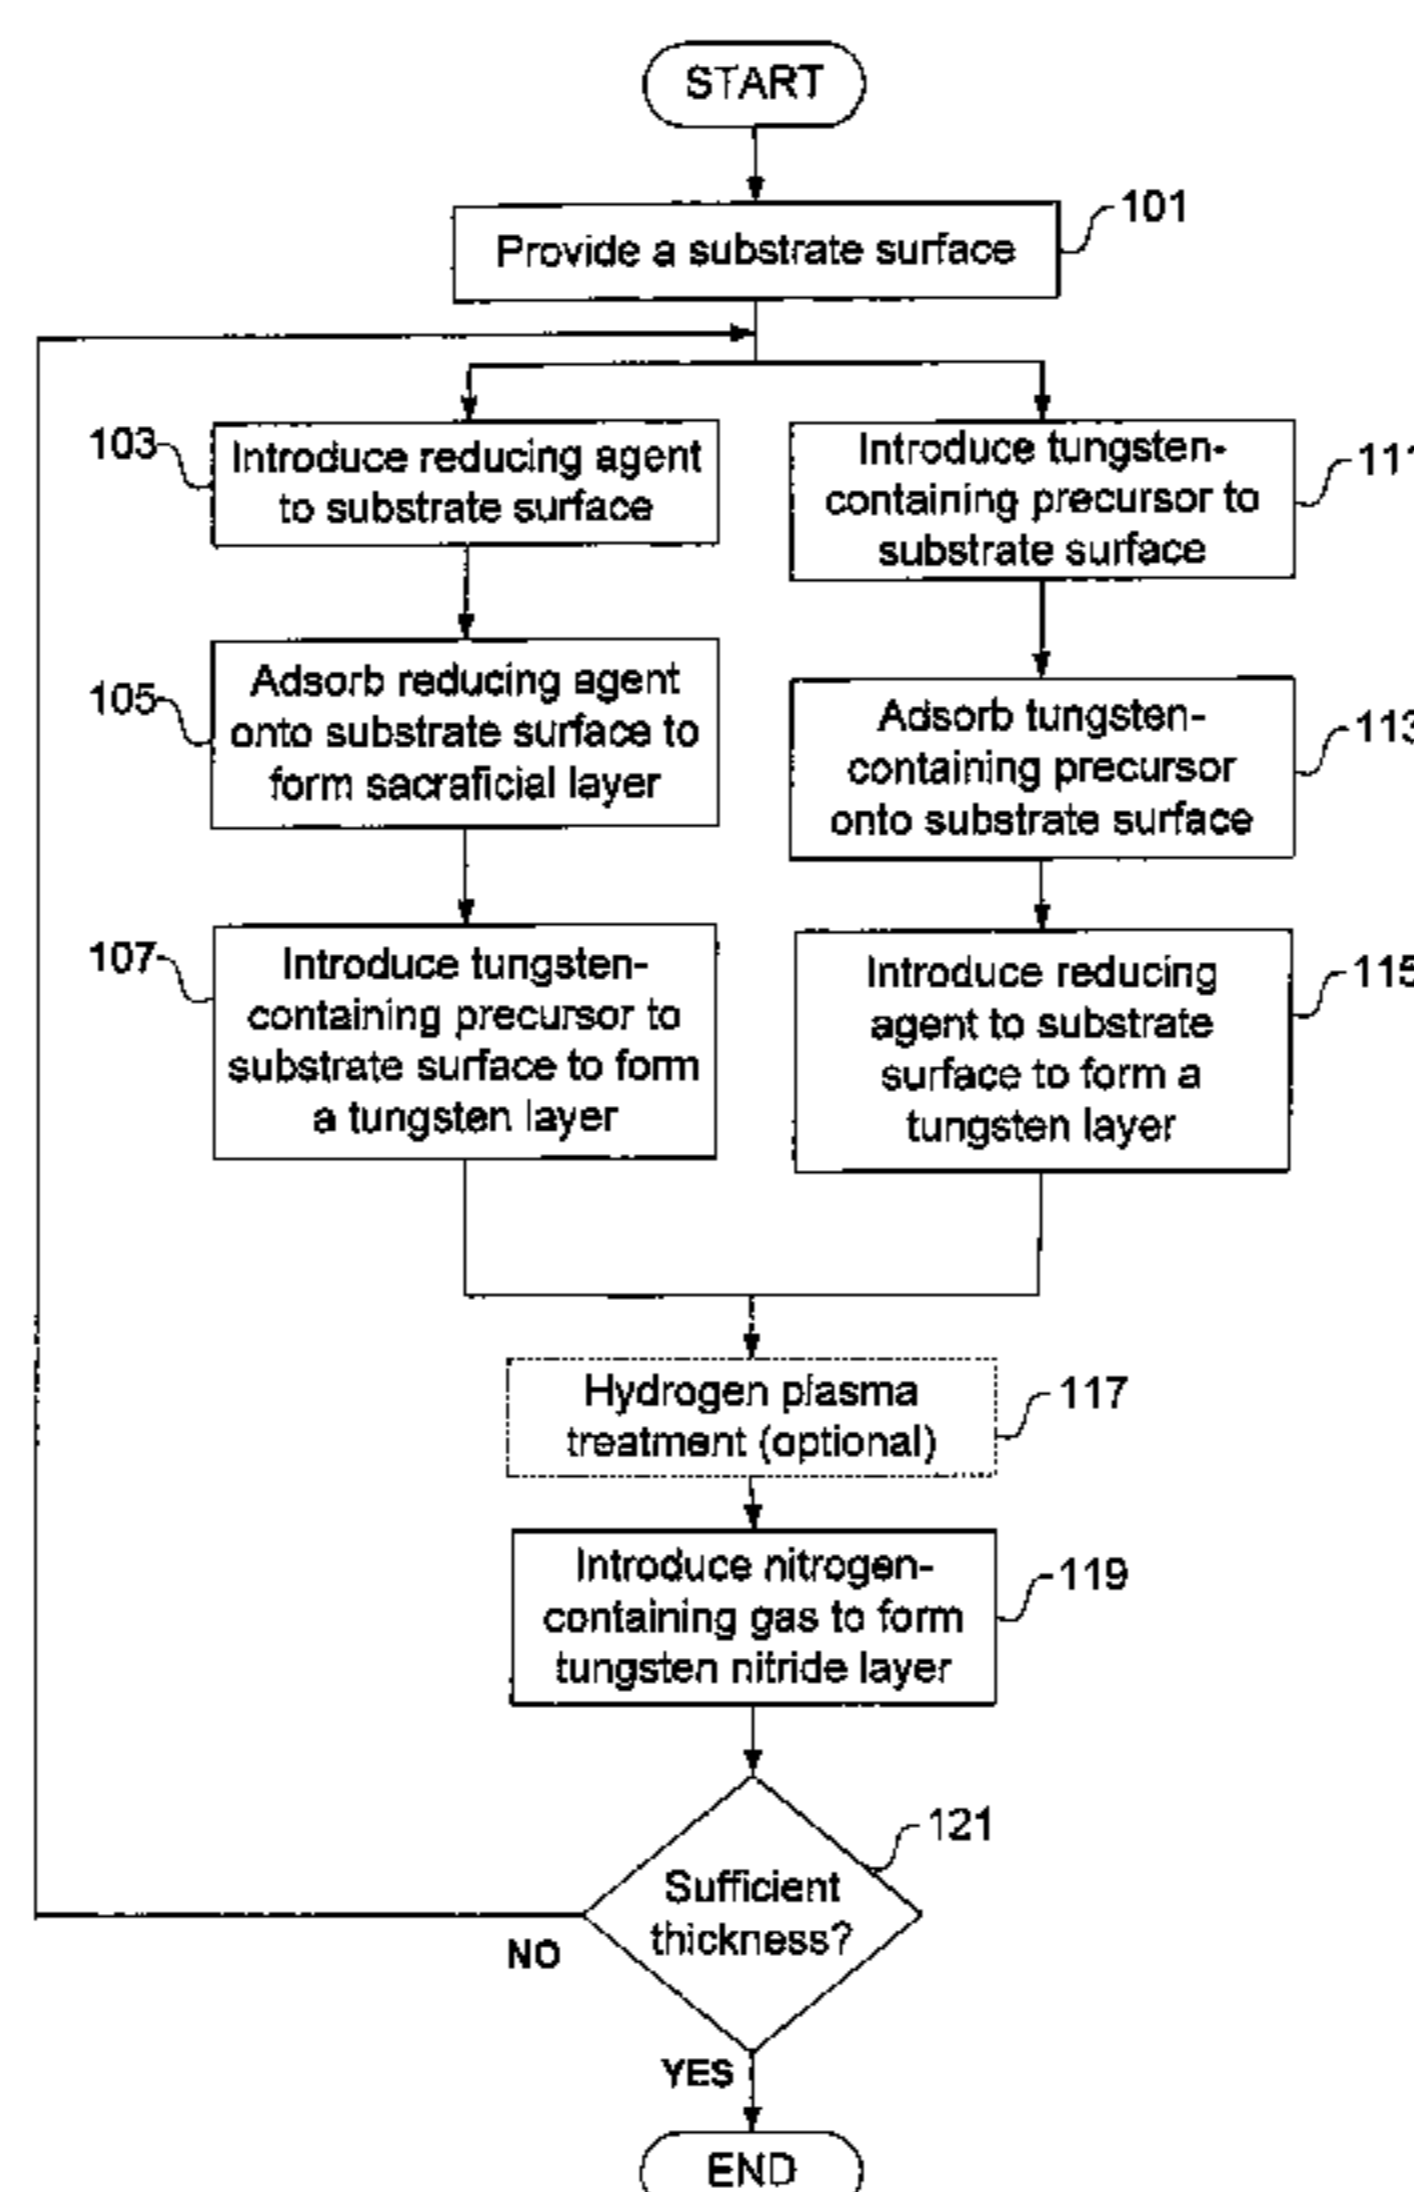 START
Provide a substrate surface
101
103
Introduce reducing agent
to substrate surface
Introduce tungsten-
containing precursor to
substrate surface
111
105
Adsorb reducing agent
onto substrate surface to
form sacraficial layer
Adsorb tungsten-
containing precursor
onto substrate surface
113
107
Introduce tungsten-
containing precursor to
substrate surface to form
a tungsten layer
Introduce reducing
agent to substrate
surface to form a
tungsten layer
115
Hydrogen plasma
treatment (optional)
117
Introduce nitrogen-
containing gas to form
tungsten nitride layer
119
Sufficient
thickness?
121
NO
YES
END